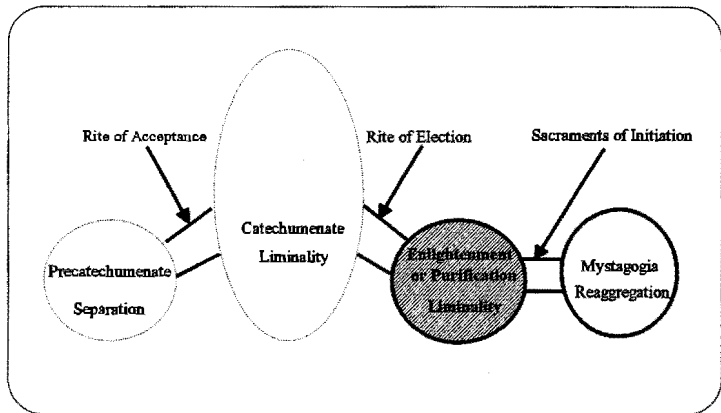 Rite of Acceptance
Rite of Election
Sacraments of Initiation
Precatechumenate
Separation
Catechumenate
Liminality
Enlightenment
or Purification
Liminality
Mystagogia
Reaggregation